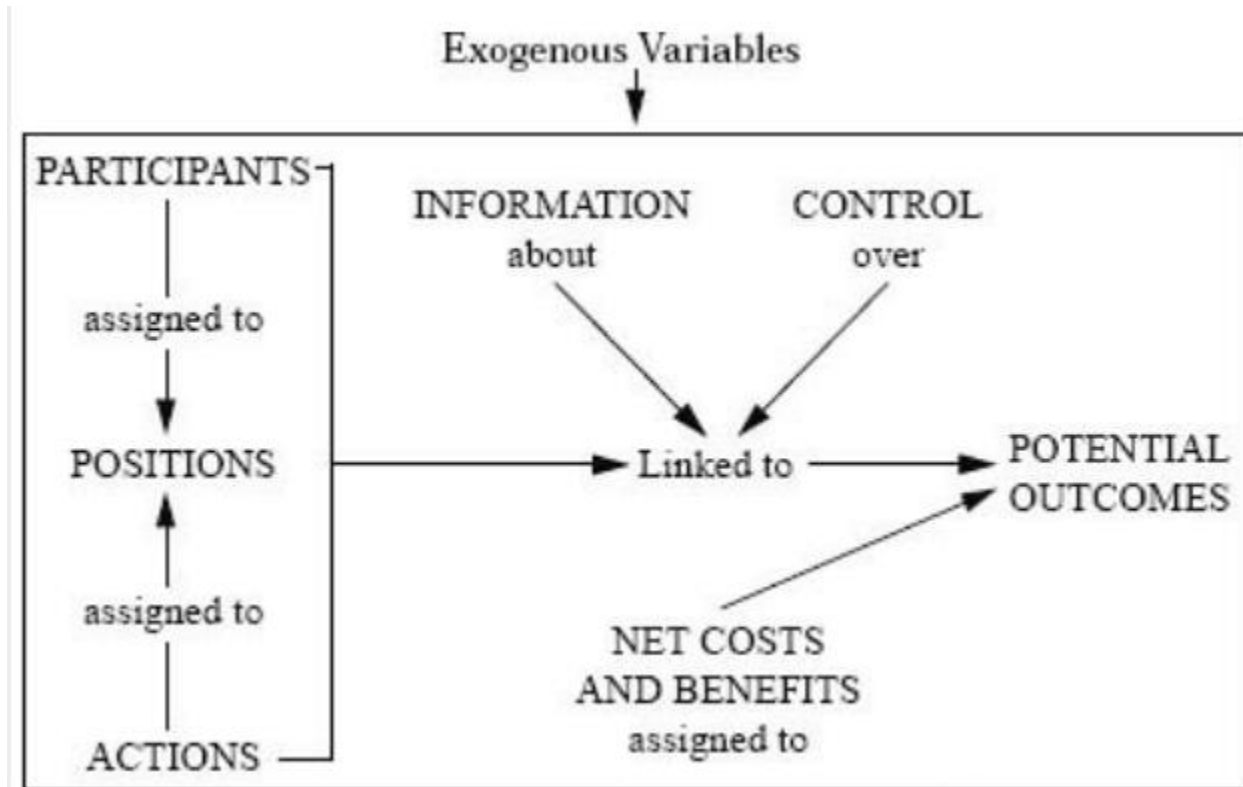 Exogenous Variables
PARTICIPANTS
assigned to
POSITIONS
assigned to
ACTIONS
INFORMATION
about
CONTROL
over
Linked to
POTENTIAL
OUTCOMES
NET COSTS
AND BENEFITS
assigned to